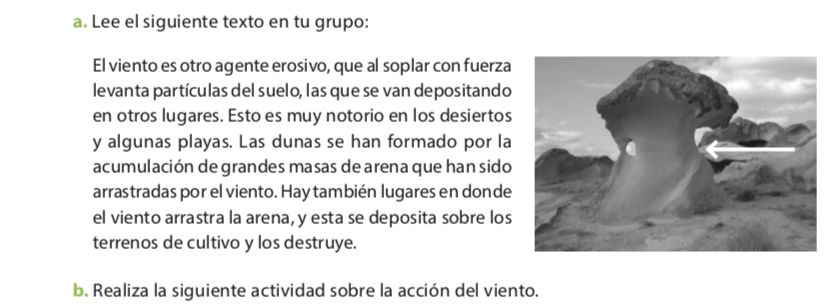 a. Lee el siguiente texto en tu grupo:
El viento es otro agente erosivo, que al soplar con fuerza
levanta partículas del suelo, las que se van depositando
en otros lugares. Esto es muy notorio en los desiertos
y algunas playas. Las dunas se han formado por la
acumulación de grandes masas de arena que han sido
arrastradas por el viento. Hay también lugares en donde
el viento arrastra la arena, y esta se deposita sobre los
terrenos de cultivo y los destruye.
b. Realiza la siguiente actividad sobre la acción del viento.